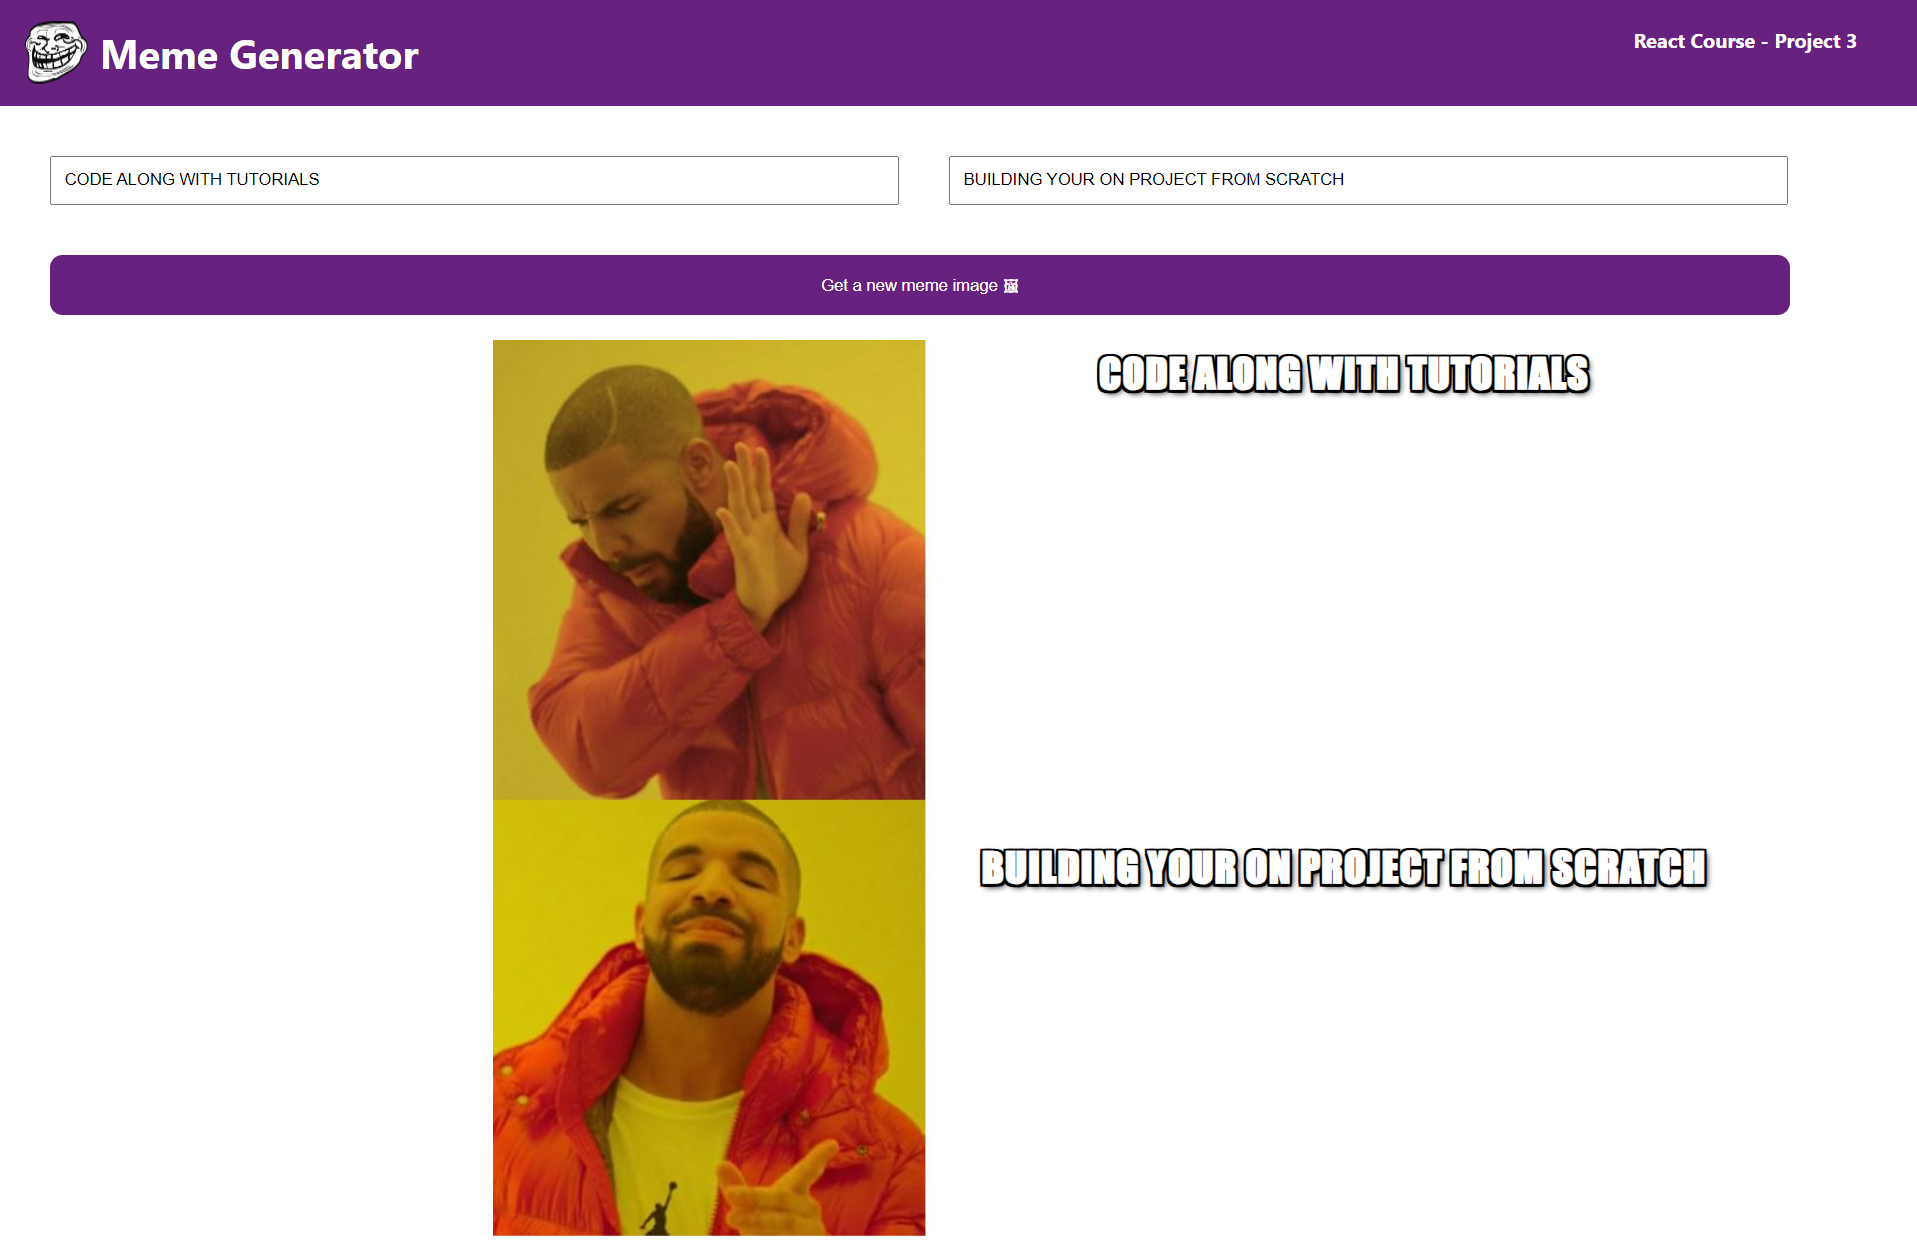 Meme Generator
React Course - Project 3
CODE ALONG WITH TUTORIALS
BUILDING YOUR ON PROJECT FROM SCRATCH
Get a new meme image 🖼
CODE ALONG WITH TUTORIALS
BUILDING YOUR ON PROJECT FROM SCRATCH